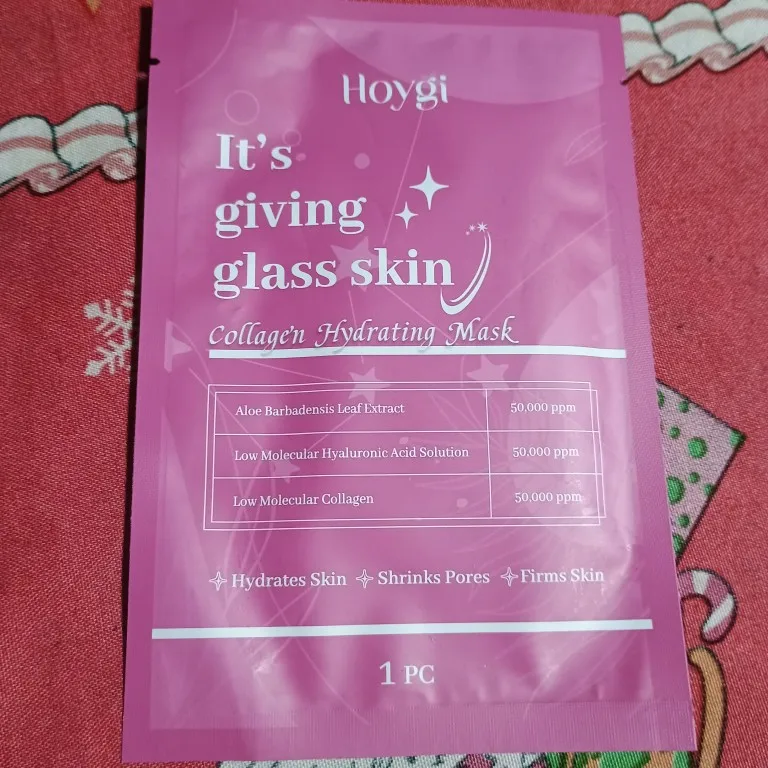 Hoygi
It's
giving
glass skin
Collagen Hydrating Mask
Aloe Barbadensis Leaf Extract 50,000 ppm
Low Molecular Hyaluronic Acid Solution 50,000 ppm
Low Molecular Collagen 50,000 ppm
Hydrates Skin Shrinks Pores Firms Skin
1 PC